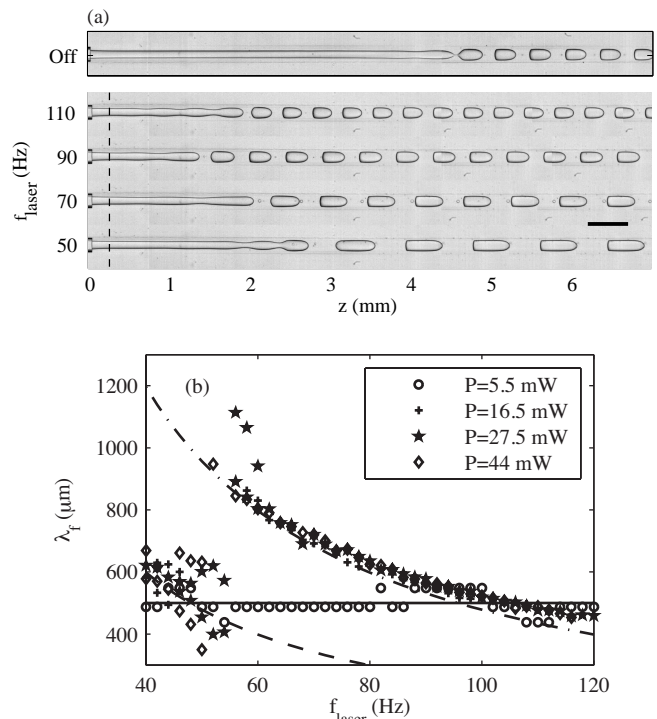 (a)
Off
110
90
70
50
f_laser (Hz)
0 1 2 3 4 5 6
z (mm)
(b)
P=5.5 mW
P=16.5 mW
P=27.5 mW
P=44 mW
1200
1000
800
600
400
λ_f (μm)
40 60 80 100 120
f_laser (Hz)